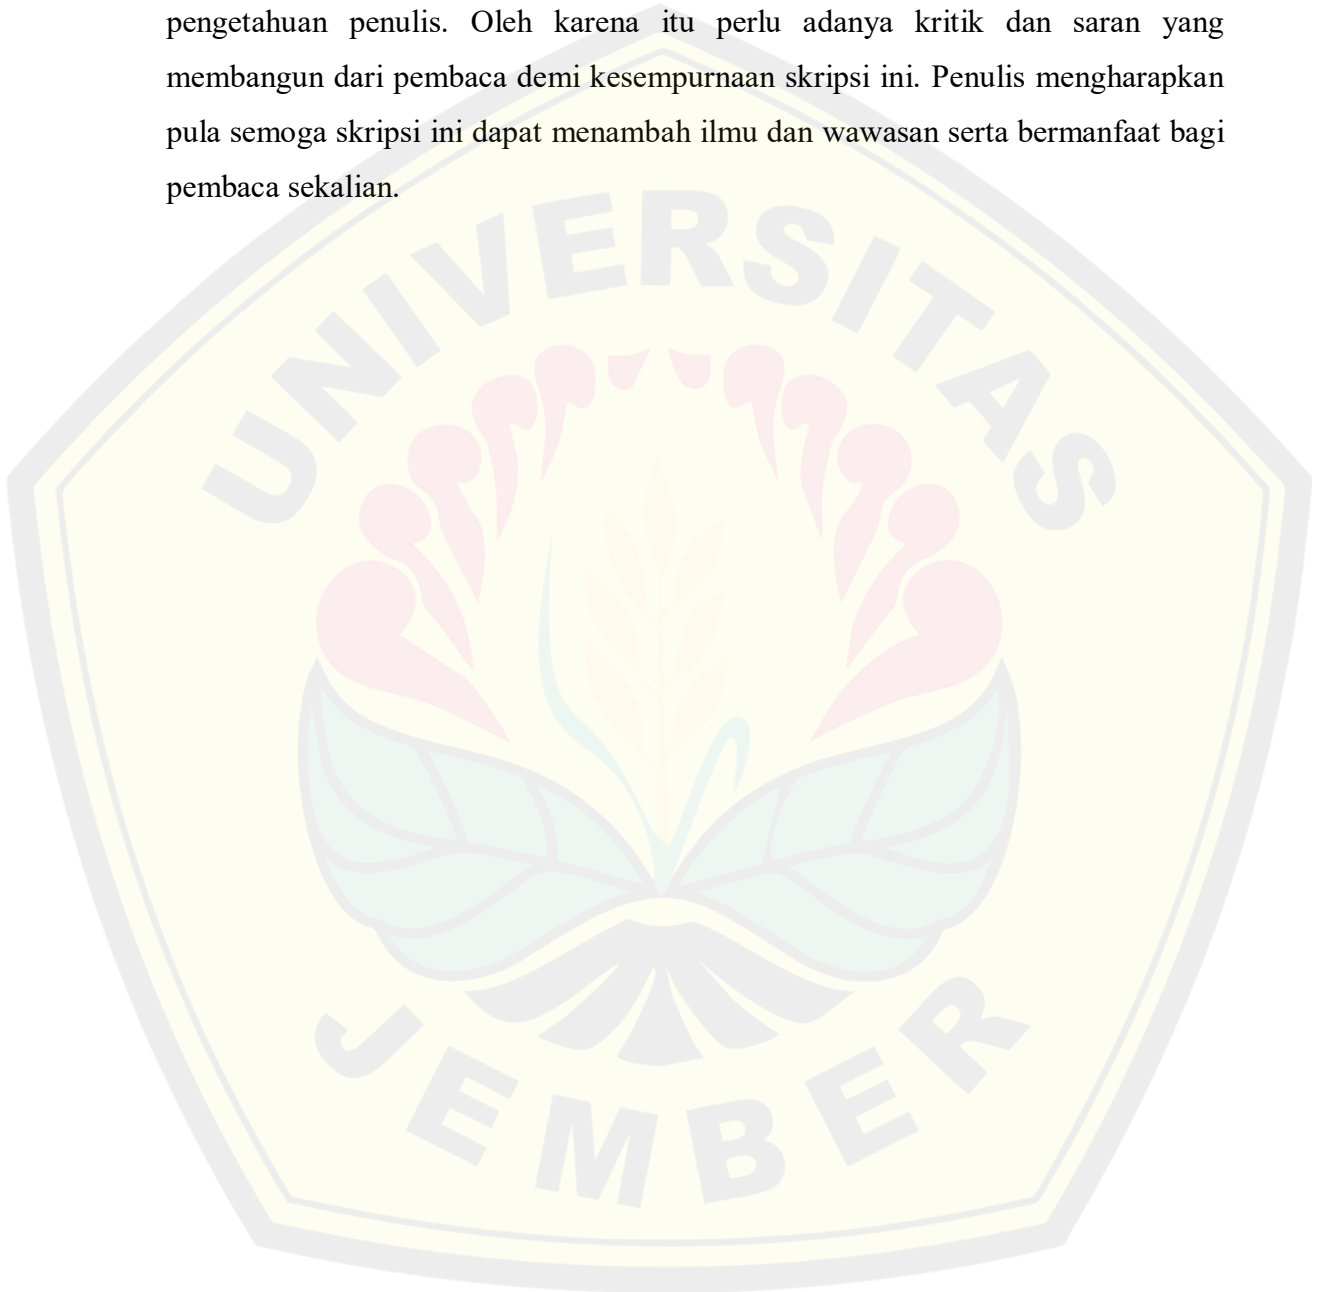 pengetahuan penulis. Oleh karena itu perlu adanya kritik dan saran yang
membangun dari pembaca demi kesempurnaan skripsi ini. Penulis mengharapkan
pula semoga skripsi ini dapat menambah ilmu dan wawasan serta bermanfaat bagi
pembaca sekalian.
UNIVERSITAS
JEMBER